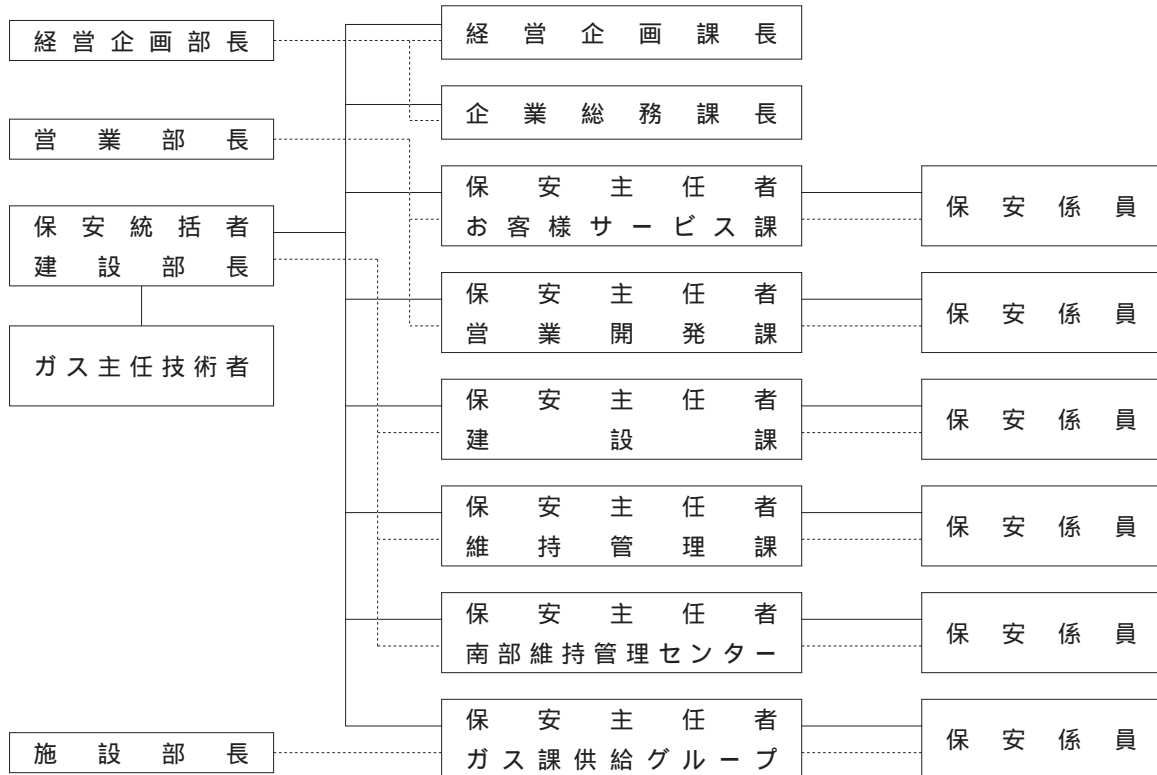 経営企画部長
営業部長
保安統括者
建設部長
ガス主任技術者
施設部長
経営企画課長
企業総務課長
保安主任者
お客様サービス課
保安主任者
営業開発課
保安主任者
建設課
保安主任者
維持管理課
保安主任者
南部維持管理センター
保安主任者
ガス課供給グループ
保安係員
保安係員
保安係員
保安係員
保安係員
保安係員